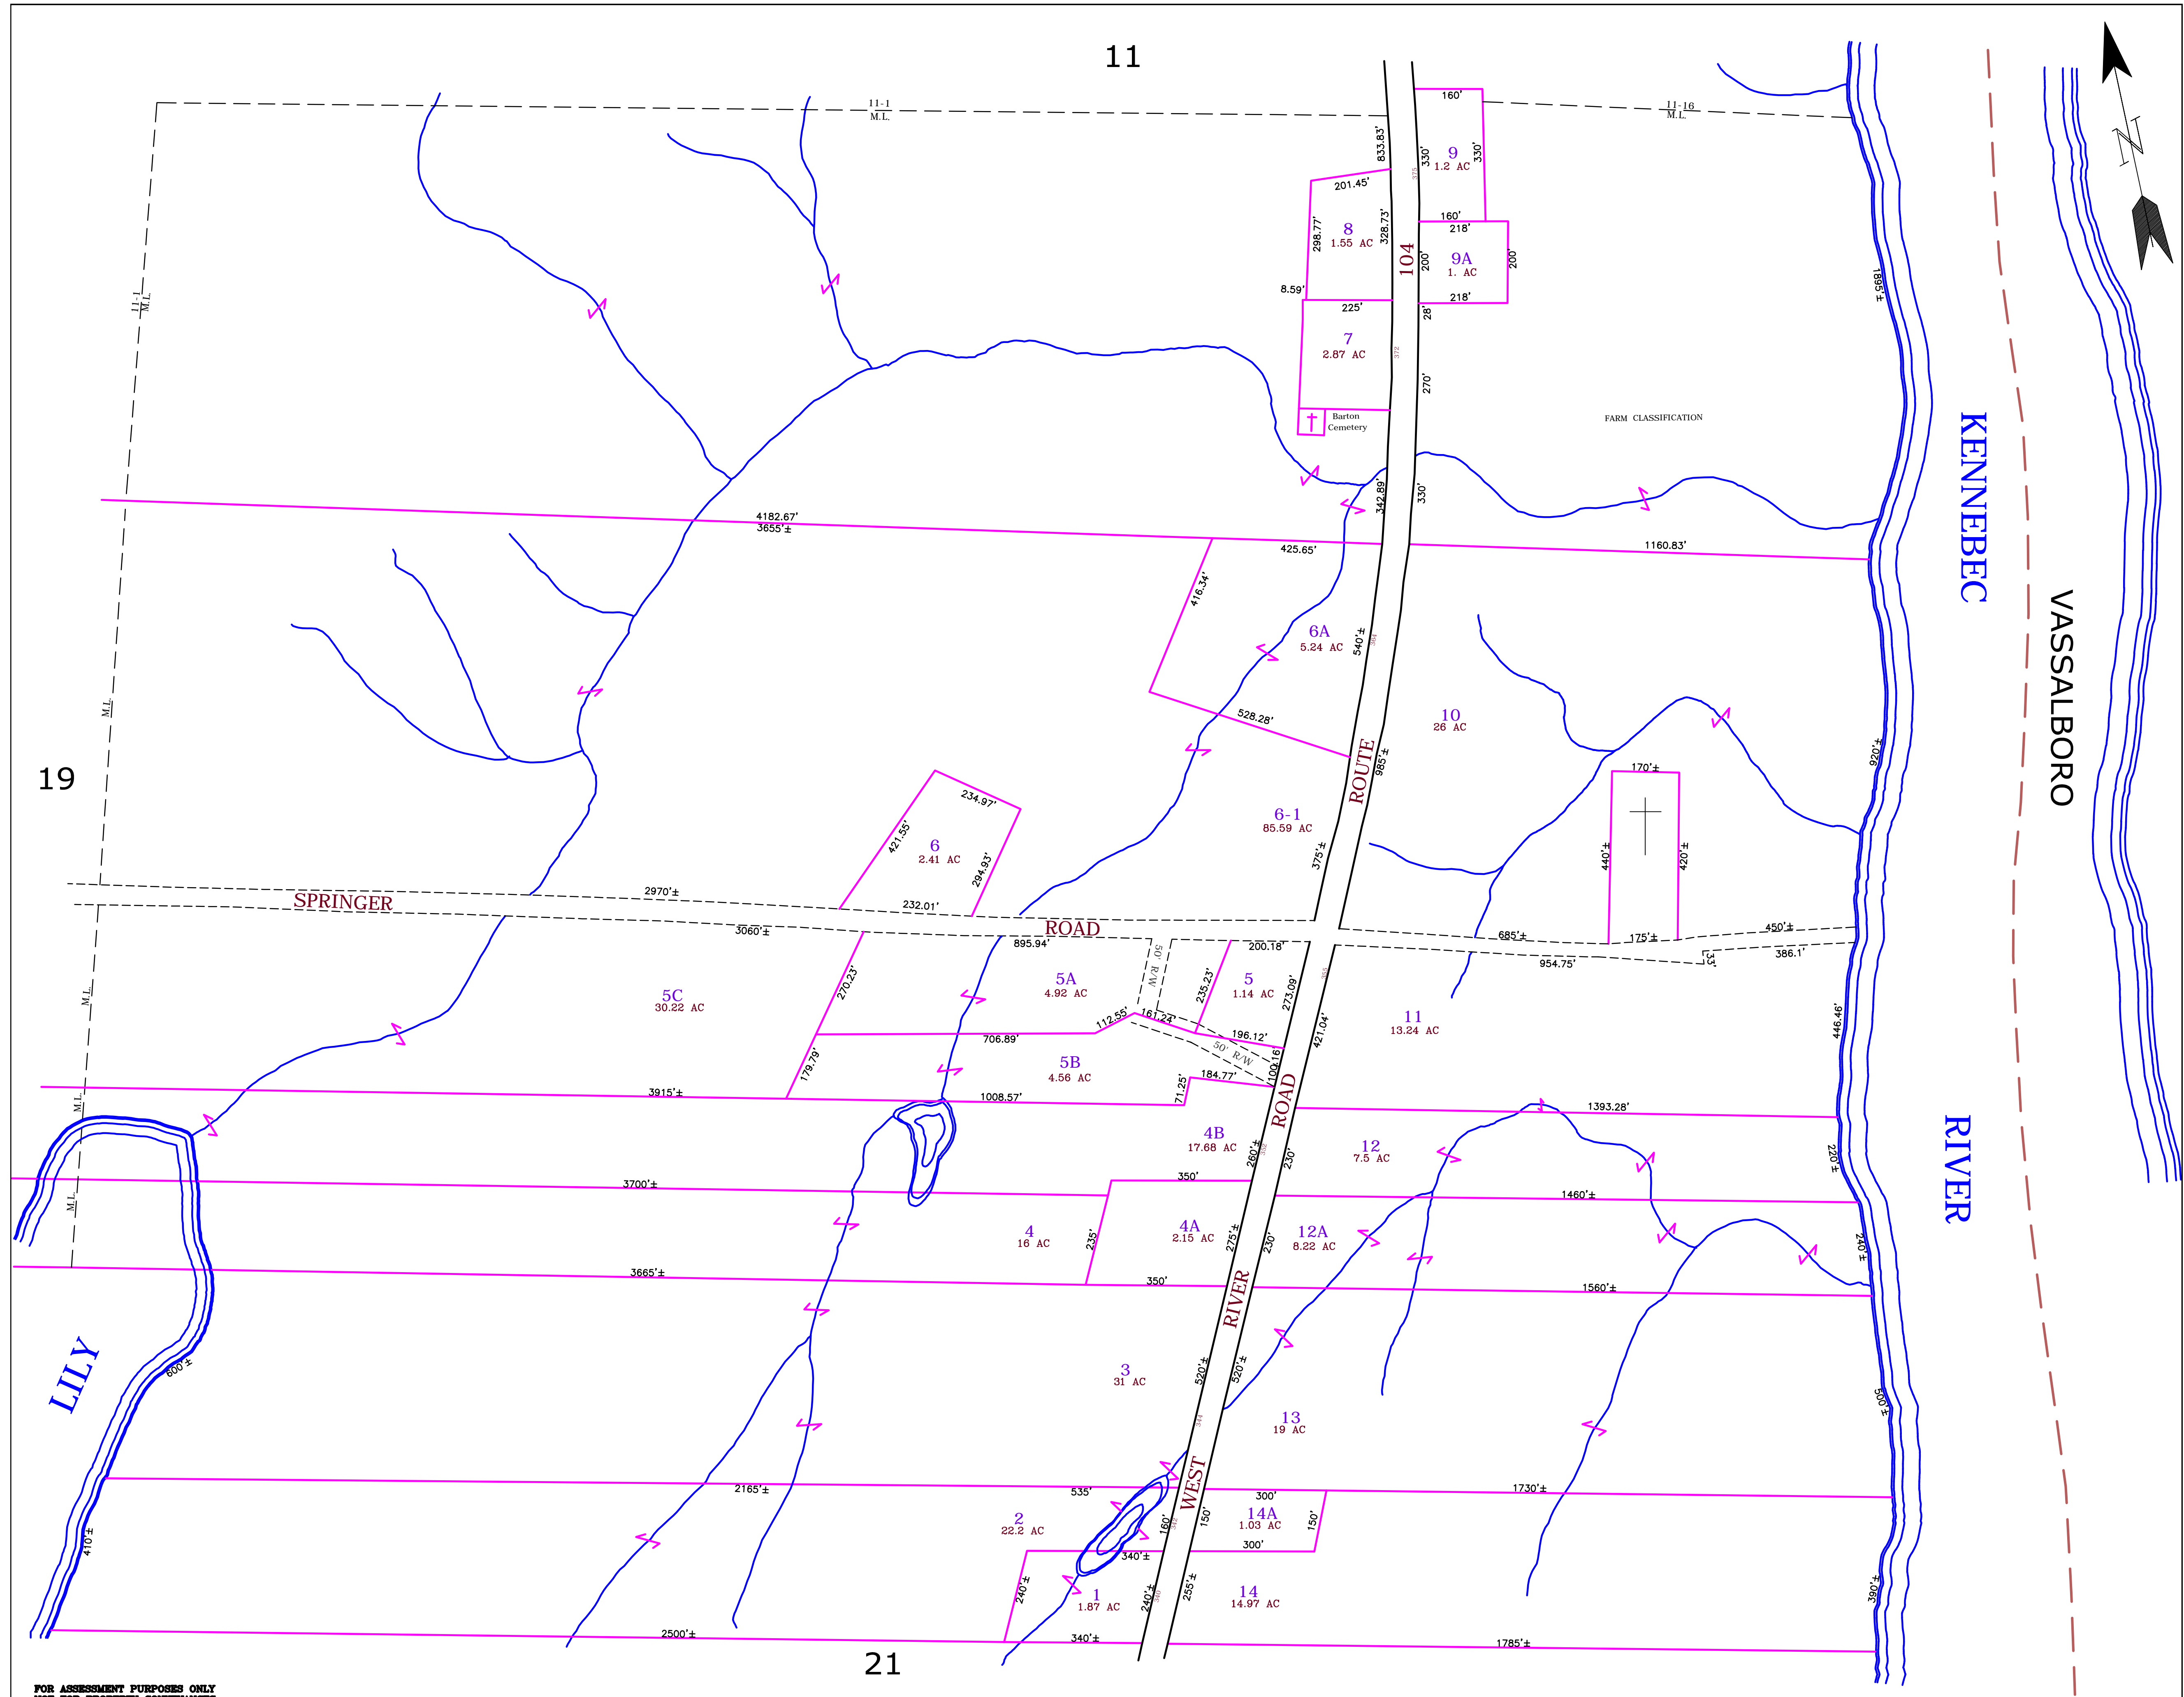 11
11-1
M.L.
160'
11-16
M.L.
833.83'
330'
9
1.2 AC
330'
375
201.45'
298.77'
8
1.55 AC
328.73'
160'
218'
104
200'
9A
1. AC
200'
218'
8.59'
225'
28'
11-1
M.L.
1895'±
7
2.87 AC
372
270'
Barton
Cemetery
FARM CLASSIFICATION
KENNEBEC
342.89'
330'
4182.67'
3655'±
425.65'
1160.83'
416.34'
6A
5.24 AC
540'±
364
VASSALBORO
M.L.
528.28'
10
26 AC
19
ROUTE
985'±
920'±
170'±
234.97'
421.55'
6
2.41 AC
294.93'
6-1
85.59 AC
375'±
440'±
420'±
2970'±
232.01'
SPRINGER
ROAD
3060'±
895.94'
200.18'
685'±
175'±
450'±
386.1'
33'
954.75'
50' R/W
270.23'
5A
4.92 AC
235.23'
5
1.14 AC
273.09'
355
5C
30.22 AC
M.L.
112.55'
161.24'
196.12'
50' R/W
421.04'
11
13.24 AC
446.46'
706.89'
179.79'
5B
4.56 AC
100.16'
184.77'
71.25'
ROAD
M.L.
3915'±
1008.57'
1393.28'
4B
17.68 AC
260'±
352
230'
12
7.5 AC
220'±
RIVER
3700'±
350'
1460'±
M.L.
4
16 AC
235'
4A
2.15 AC
275'±
230'
12A
8.22 AC
240'±
3665'±
350'
1560'±
RIVER
LILY
600'±
3
31 AC
520'±
520'±
344
13
19 AC
500'±
WEST
2165'±
535'
300'
1730'±
2
22.2 AC
160'
342
150'
14A
1.03 AC
150'
410'±
340'±
300'
240'±
1
1.87 AC
240'±
340
255'±
14
14.97 AC
390'±
2500'±
340'±
1785'±
21
FOR ASSESSMENT PURPOSES ONLY